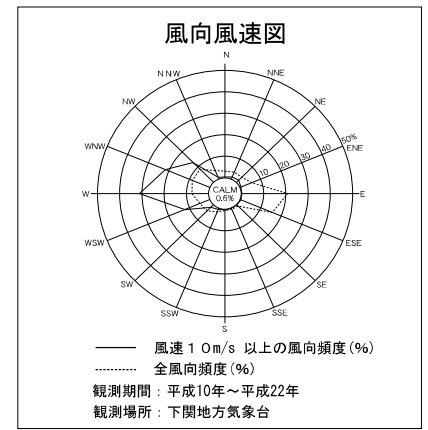 風向風速図
N
NNW
NNE
NW
NE
50%
WNW
40
ENE
30
20
10
W
CALM
0.6%
E
WSW
ESE
SW
SE
SSW
SSE
S
風速10m/s 以上の風向頻度(%)
全風向頻度(%)
観測期間:平成10年～平成22年
観測場所:下関地方気象台